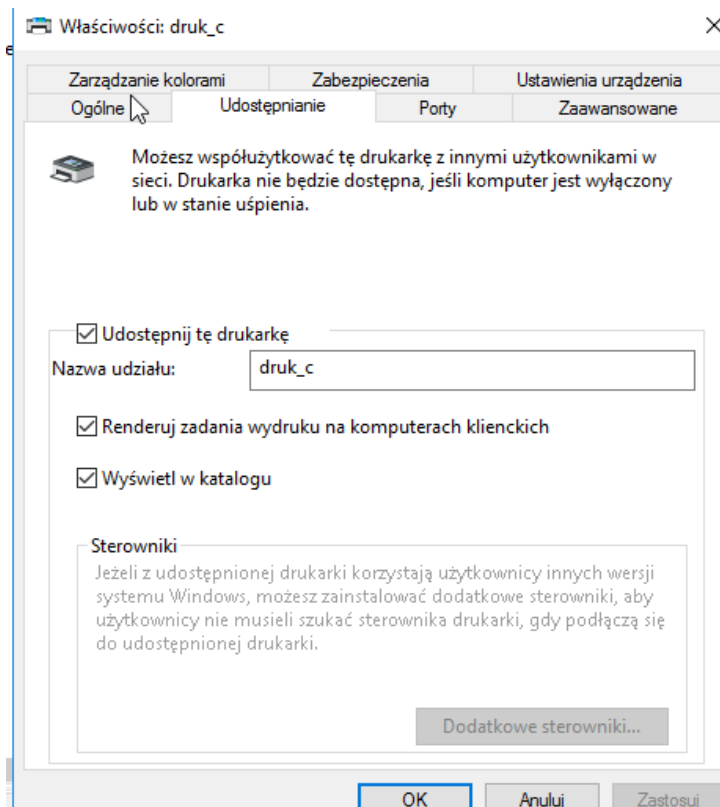 Właściwości: druk_c
Zarządzanie kolorami Zabezpieczenia Ustawienia urządzenia
Ogólne Udostępnianie Porty Zaawansowane
Możesz współużytkować tę drukarkę z innymi użytkownikami w
sieci. Drukarka nie będzie dostępna, jeśli komputer jest wyłączony
lub w stanie uśpienia.
Udostępnij tę drukarkę
Nazwa udziału: druk_c
Renderuj zadania wydruku na komputerach klienckich
Wyświetl w katalogu
Sterowniki
Jeżeli z udostępnionej drukarki korzystają użytkownicy innych wersji
systemu Windows, możesz zainstalować dodatkowe sterowniki, aby
użytkownicy nie musieli szukać sterownika drukarki, gdy podłączą się
do udostępnionej drukarki.
Dodatkowe sterowniki...
OK Anuluj Zastosuj